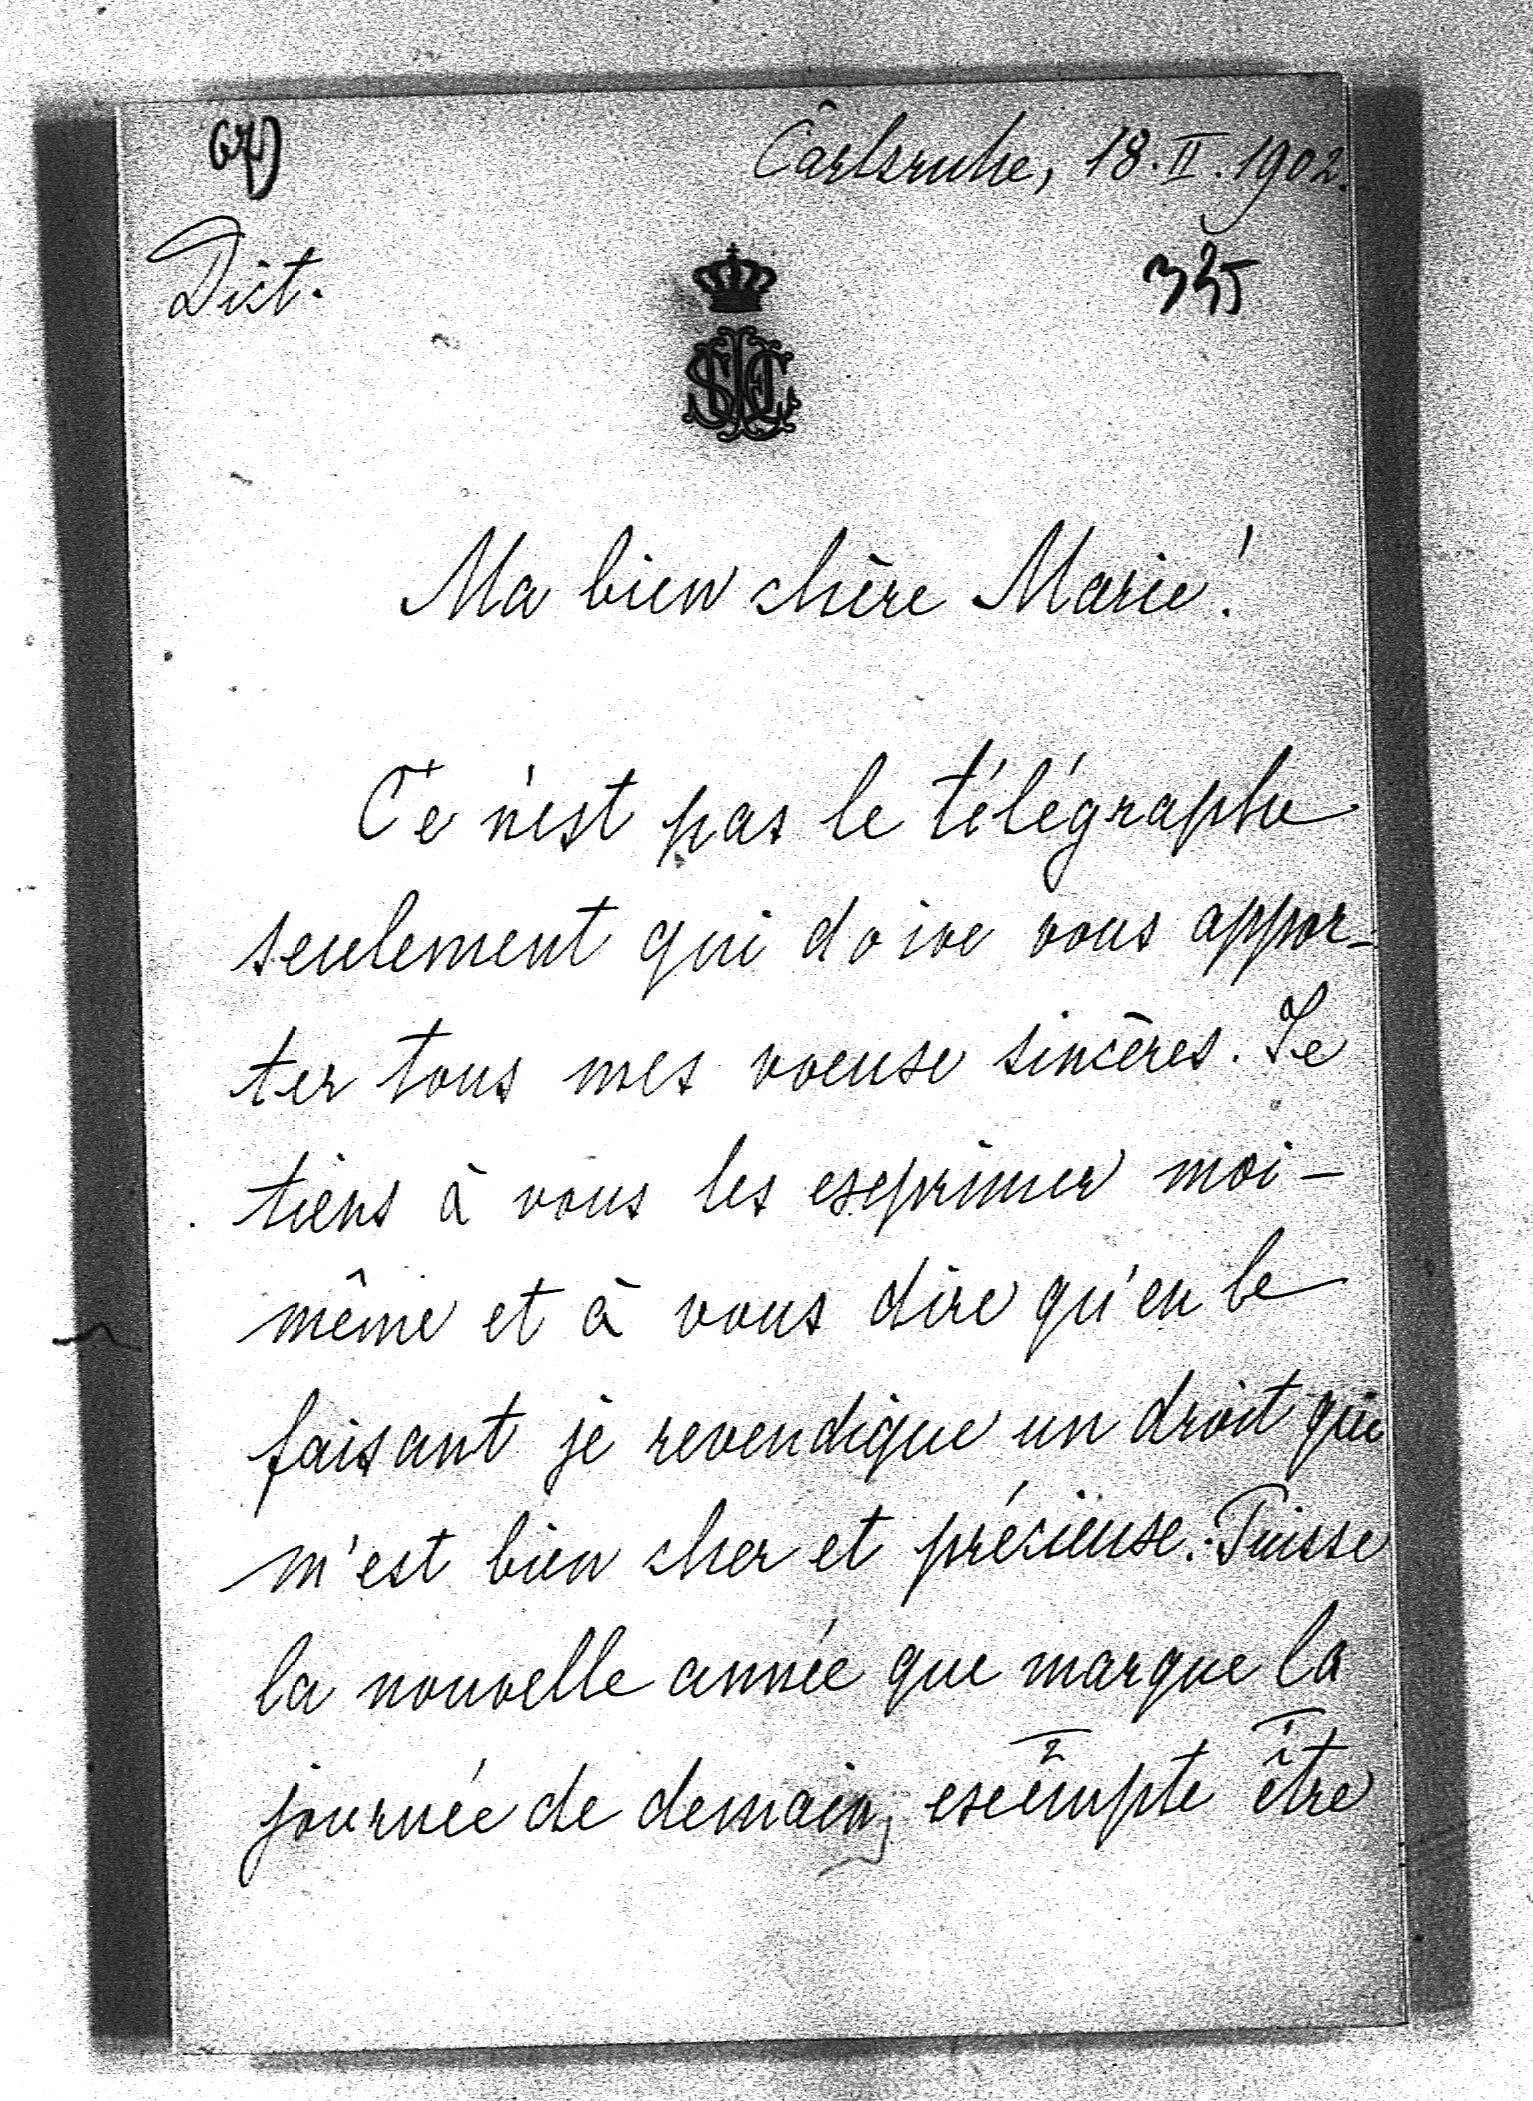 67)
Carlsruhe, 18. II. 1902.
Dict.
335
Ma bien chère Marie!
Ce n'est pas le télégraphe
seulement qui doive vous appor-
ter tous mes voeux sincères. Je
tiens à vous les exprimer moi-
même et à vous dire qu'en le
faisant je revendique un droit qui
m'est bien cher et précieux. Puisse
la nouvelle année que marque la
journée de demain, exempte être